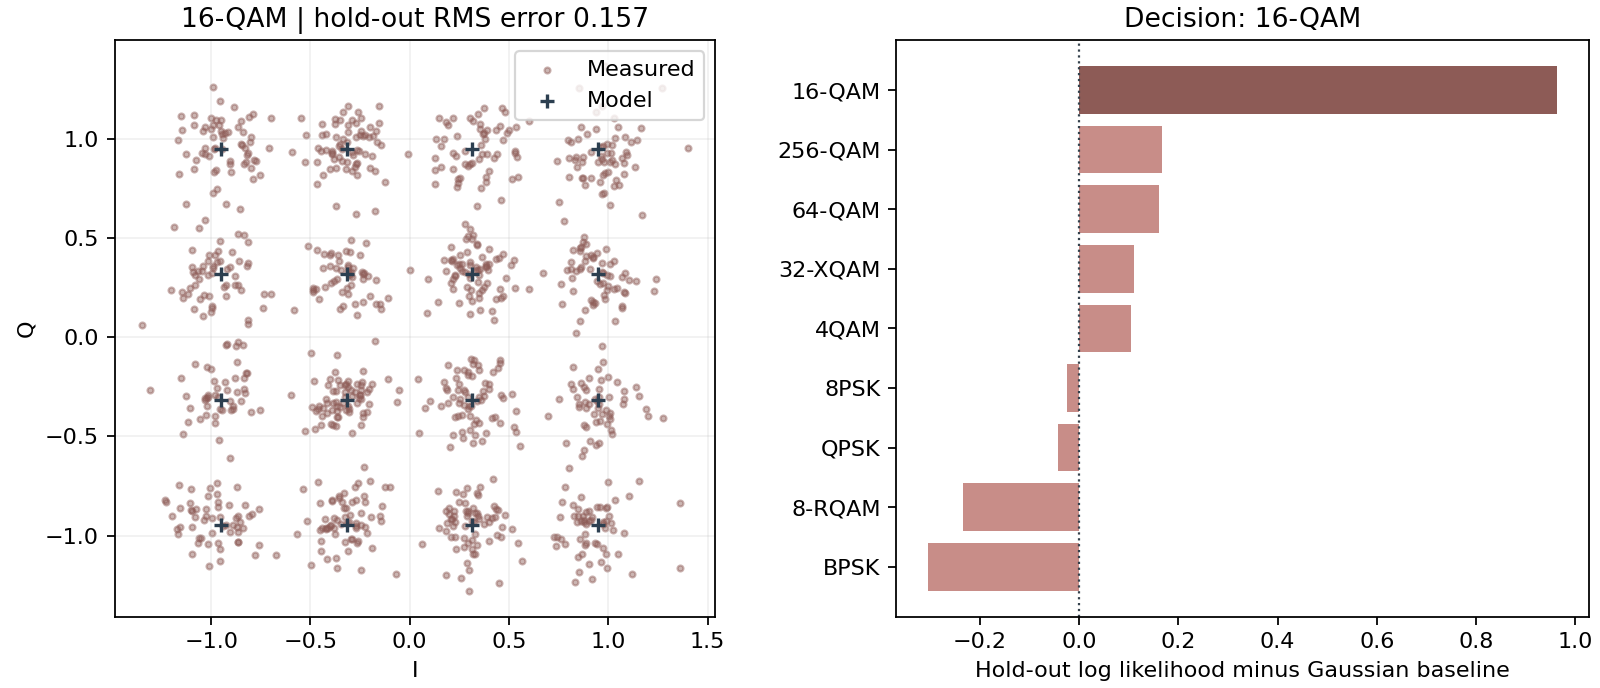 16-QAM | hold-out RMS error 0.157
Measured
Model
1.0
0.5
0.0
−0.5
−1.0
Q
−1.0
−0.5
0.0
0.5
1.0
1.5
I
Decision: 16-QAM
16-QAM
256-QAM
64-QAM
32-XQAM
4QAM
8PSK
QPSK
8-RQAM
BPSK
−0.2
0.0
0.2
0.4
0.6
0.8
1.0
Hold-out log likelihood minus Gaussian baseline